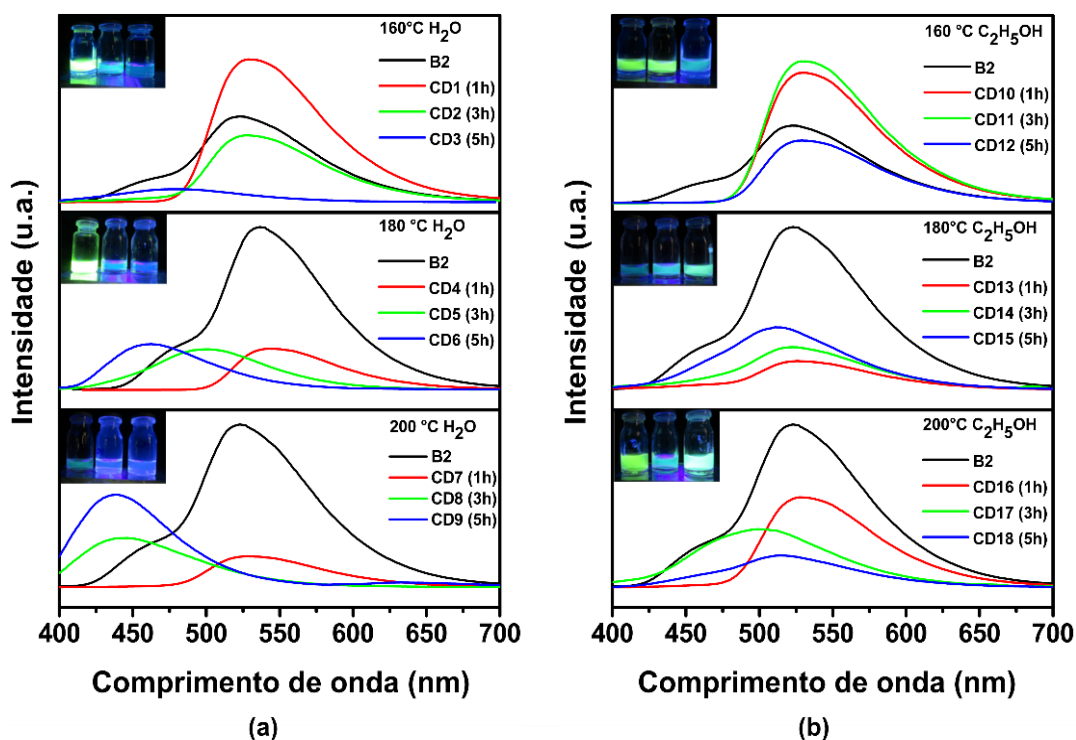 160°C H₂O
B2
CD1 (1h)
CD2 (3h)
CD3 (5h)
180 °C H₂O
B2
CD4 (1h)
CD5 (3h)
CD6 (5h)
200 °C H₂O
B2
CD7 (1h)
CD8 (3h)
CD9 (5h)
Intensidade (u.a.)
400 450 500 550 600 650 700
Comprimento de onda (nm)
(a)
160 °C C₂H₅OH
B2
CD10 (1h)
CD11 (3h)
CD12 (5h)
180°C C₂H₅OH
B2
CD13 (1h)
CD14 (3h)
CD15 (5h)
200°C C₂H₅OH
B2
CD16 (1h)
CD17 (3h)
CD18 (5h)
Intensidade (u.a.)
400 450 500 550 600 650 700
Comprimento de onda (nm)
(b)